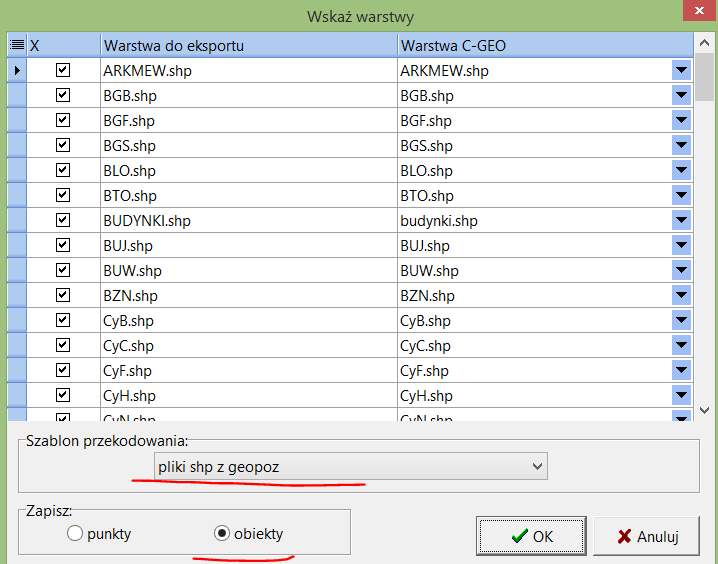 Wskaż warstwy
X Warstwa do eksportu Warstwa C-GEO
ARKMEW.shp ARKMEW.shp
BGB.shp BGB.shp
BGF.shp BGF.shp
BGS.shp BGS.shp
BLO.shp BLO.shp
BTO.shp BTO.shp
BUDYNKI.shp budynki.shp
BUJ.shp BUJ.shp
BUW.shp BUW.shp
BZN.shp BZN.shp
CyB.shp CyB.shp
CyC.shp CyC.shp
CyF.shp CyF.shp
CyH.shp CyH.shp
CyN.shp CyN.shp
Szablon przekodowania:
pliki shp z geopoz
Zapisz:
punkty obiekty
OK Anuluj